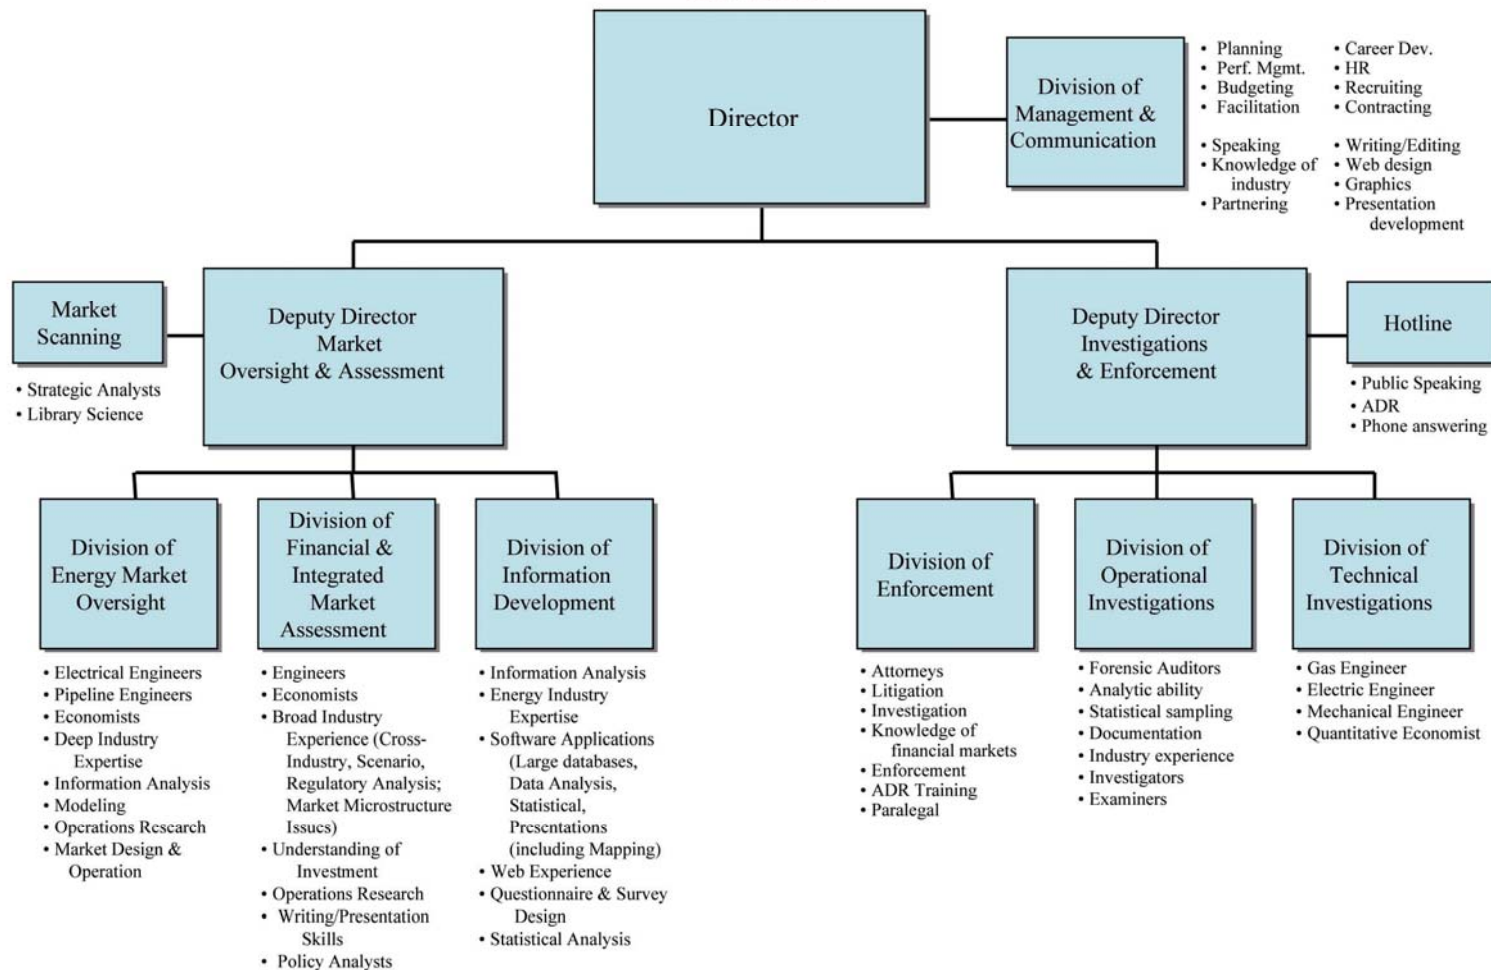 Director
Division of
Management &
Communication
• Planning
• Perf. Mgmt.
• Budgeting
• Facilitation
• Speaking
• Knowledge of
industry
• Partnering
• Career Dev.
• HR
• Recruiting
• Contracting
• Writing/Editing
• Web design
• Graphics
• Presentation
development
Market
Scanning
• Strategic Analysts
• Library Science
Deputy Director
Market
Oversight & Assessment
Deputy Director
Investigations
& Enforcement
Hotline
• Public Speaking
• ADR
• Phone answering
Division of
Energy Market
Oversight
• Electrical Engineers
• Pipeline Engineers
• Economists
• Deep Industry
Expertise
• Information Analysis
• Modeling
• Operations Research
• Market Design &
Operation
Division of
Financial &
Integrated
Market
Assessment
• Engineers
• Economists
• Broad Industry
Experience (Cross-
Industry, Scenario,
Regulatory Analysis;
Market Microstructure
Issues)
• Understanding of
Investment
• Operations Research
• Writing/Presentation
Skills
• Policy Analysts
Division of
Information
Development
• Information Analysis
• Energy Industry
Expertise
• Software Applications
(Large databases,
Data Analysis,
Statistical,
Presentations
(including Mapping)
• Web Experience
• Questionnaire & Survey
Design
• Statistical Analysis
Division of
Enforcement
• Attorneys
• Litigation
• Investigation
• Knowledge of
financial markets
• Enforcement
• ADR Training
• Paralegal
Division of
Operational
Investigations
• Forensic Auditors
• Analytic ability
• Statistical sampling
• Documentation
• Industry experience
• Investigators
• Examiners
Division of
Technical
Investigations
• Gas Engineer
• Electric Engineer
• Mechanical Engineer
• Quantitative Economist